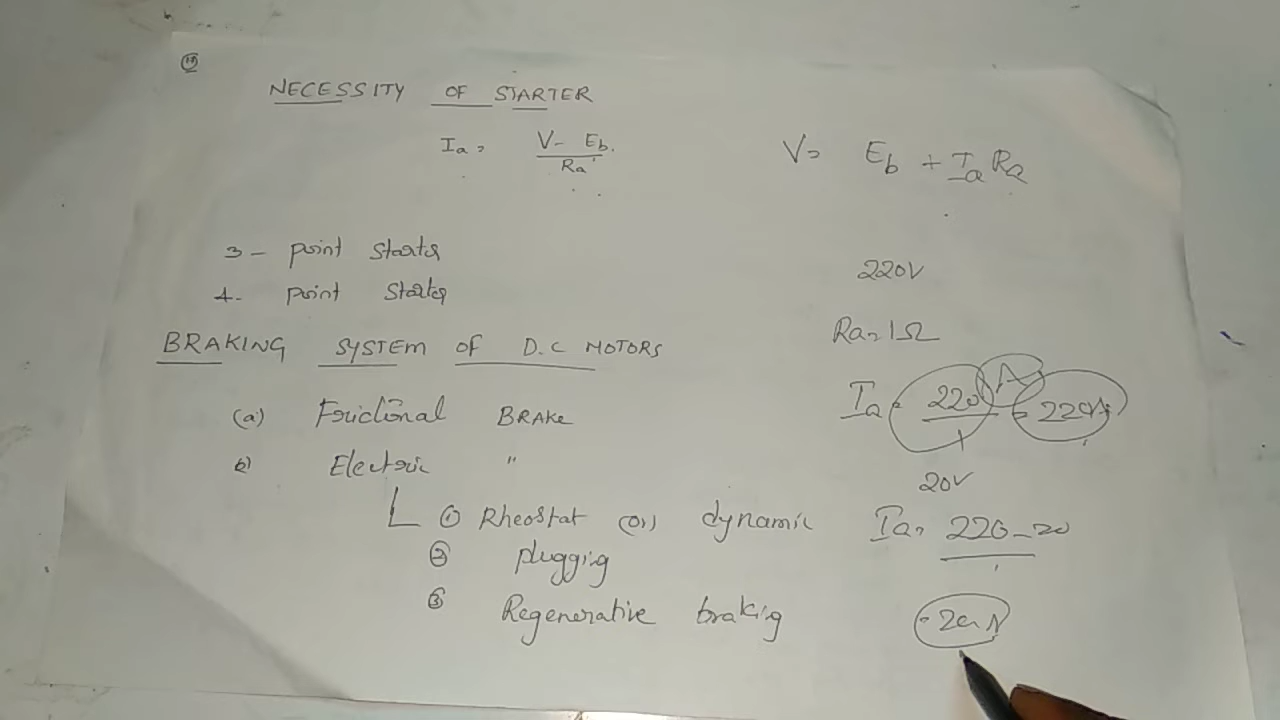 NECESSITY OF STARTER
Ia = V - Eb / Ra
V = Eb + Ia Ra
3 - point starter
4 - point starter
220V
BRAKING SYSTEM OF D.C MOTORS
Ra = 1Ω
(a) Frictional BRAKE
Ia = 220 / 1 = 220A
b) Electric "
20V
① Rheostat (or) dynamic
Ia = 220 - 20 / 1
② plugging
③ Regenerative braking